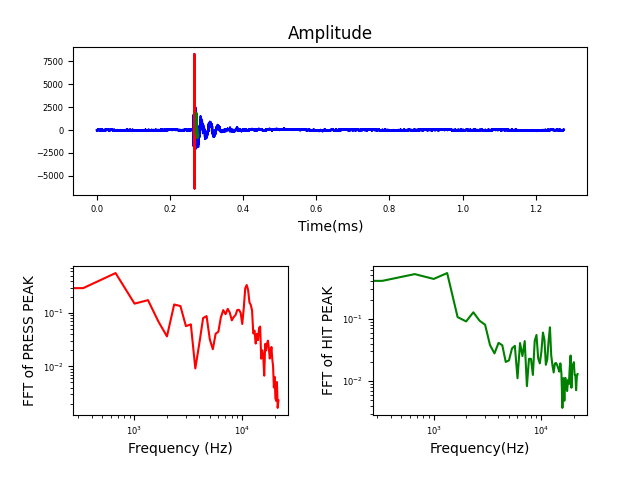 Amplitude
7500
5000
2500
0
−2500
−5000
0.0 0.2 0.4 0.6 0.8 1.0 1.2
Time(ms)
FFT of PRESS PEAK
10⁻¹
10⁻²
10³ 10⁴
Frequency (Hz)
FFT of HIT PEAK
10⁻¹
10⁻²
10³ 10⁴
Frequency(Hz)